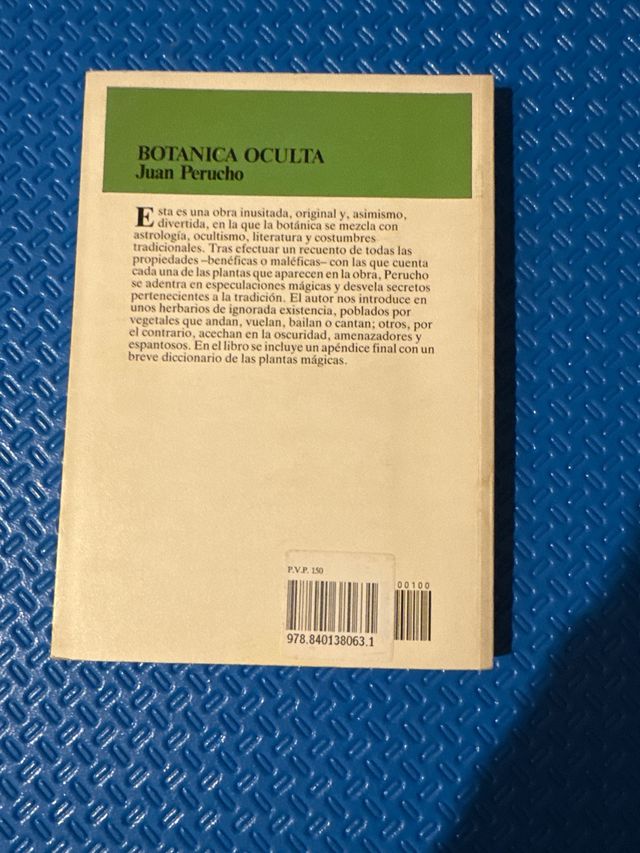 BOTANICA OCULTA
Juan Perucho
Esta es una obra inusitada, original y, asimismo,
divertida, en la que la botánica se mezcla con
astrología, ocultismo, literatura y costumbres
tradicionales. Tras efectuar un recuento de todas las
propiedades –benéficas o maléficas– con las que cuenta
cada una de las plantas que aparecen en la obra, Perucho
se adentra en especulaciones mágicas y desvela secretos
pertenecientes a la tradición. El autor nos introduce en
unos herbarios de ignorada existencia, poblados por
vegetales que andan, vuelan, bailan o cantan; otros, por
el contrario, acechan en la oscuridad, amenazadores y
espantosos. En el libro se incluye un apéndice final con un
breve diccionario de las plantas mágicas.
P.V.P. 150
00100
978.840138063.1